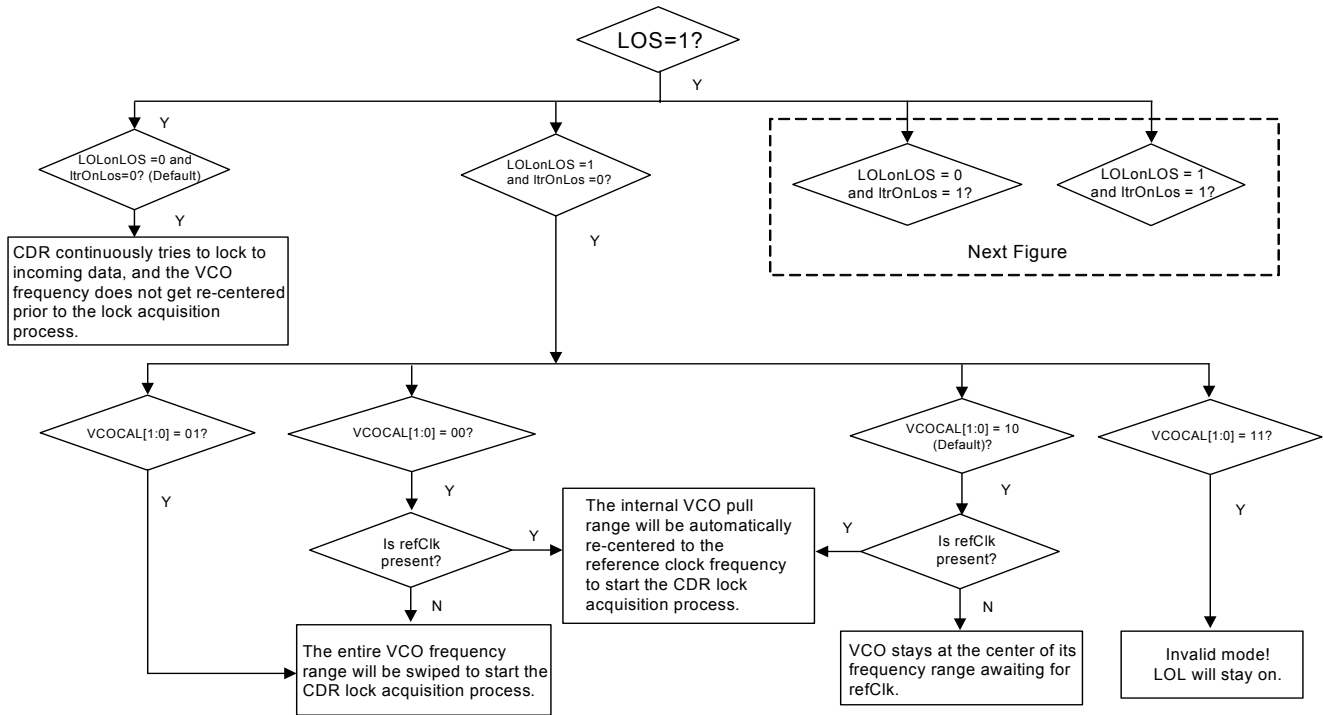 LOS=1?
Y
Y
LOLonLOS =0 and
ltrOnLos=0? (Default)
Y
CDR continuously tries to lock to
incoming data, and the VCO
frequency does not get re-centered
prior to the lock acquisition
process.
LOLonLOS =1
and ltrOnLos =0?
Y
LOLonLOS = 0
and ltrOnLos = 1?
LOLonLOS = 1
and ltrOnLos = 1?
Next Figure
VCOCAL[1:0] = 01?
Y
VCOCAL[1:0] = 00?
Y
Is refClk
present?
Y
N
The entire VCO frequency
range will be swiped to start the
CDR lock acquisition process.
The internal VCO pull
range will be automatically
re-centered to the
reference clock frequency
to start the CDR lock
acquisition process.
VCOCAL[1:0] = 10
(Default)?
Y
Is refClk
present?
Y
N
VCO stays at the center of its
frequency range awaiting for
refClk.
VCOCAL[1:0] = 11?
Y
Invalid mode!
LOL will stay on.